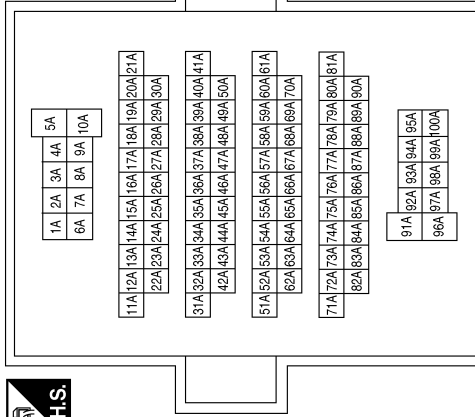 1A 2A 3A 4A 5A
6A 7A 8A 9A 10A
11A 12A 13A 14A 15A 16A 17A 18A 19A 20A 21A
22A 23A 24A 25A 26A 27A 28A 29A 30A
31A 32A 33A 34A 35A 36A 37A 38A 39A 40A 41A
42A 43A 44A 45A 46A 47A 48A 49A 50A
51A 52A 53A 54A 55A 56A 57A 58A 59A 60A 61A
62A 63A 64A 65A 66A 67A 68A 69A 70A
71A 72A 73A 74A 75A 76A 77A 78A 79A 80A 81A
82A 83A 84A 85A 86A 87A 88A 89A 90A
91A 92A 93A 94A 95A
96A 97A 98A 99A 100A
H.S.